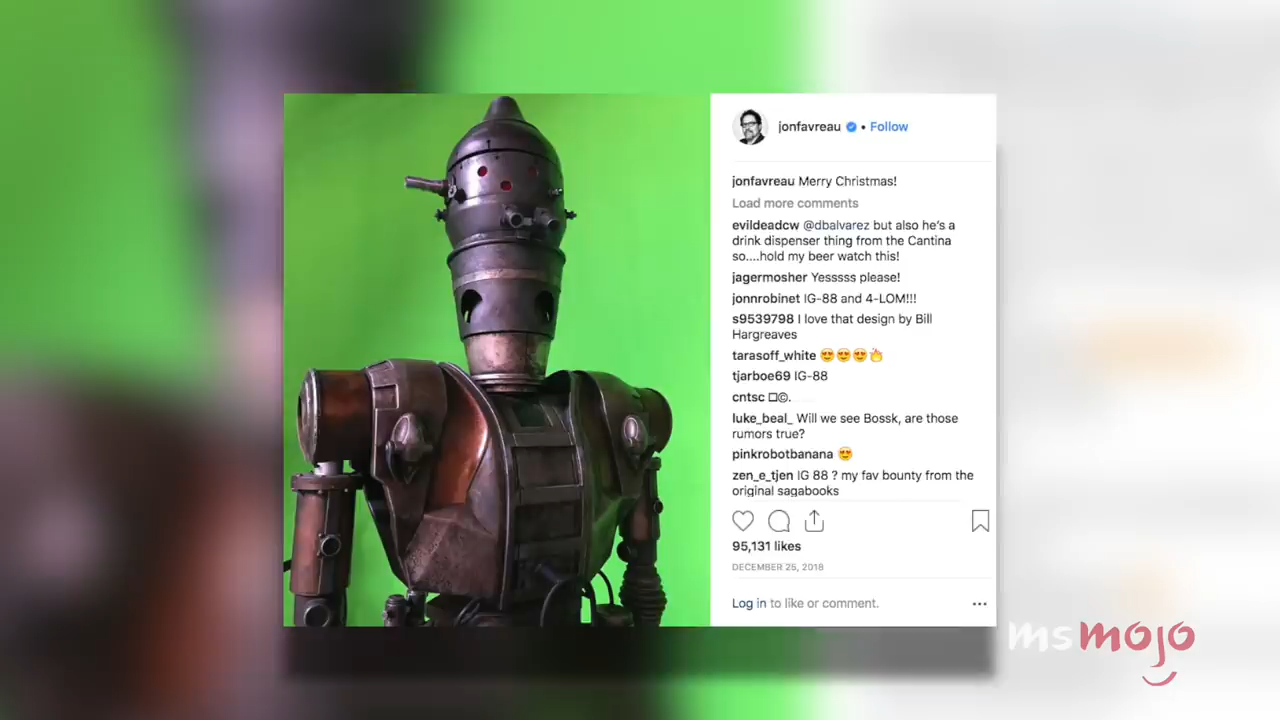 jonfavreau • Follow
jonfavreau Merry Christmas!
Load more comments
evildeadcw @dbalvarez but also he's a
drink dispenser thing from the Cantina
so....hold my beer watch this!
jagermosher Yesssss please!
jonnrobinet IG-88 and 4-LOM!!!
s9539798 I love that design by Bill
Hargreaves
tarasoff_white 😍😍😍🔥
tjarboe69 IG-88
cntsc □©.
luke_beal_ Will we see Bossk, are those
rumors true?
pinkrobotbanana 😍
zen_e_tjen IG 88 ? my fav bounty from the
original sagabooks
95,131 likes
DECEMBER 25, 2018
Log in to like or comment.
msmojo